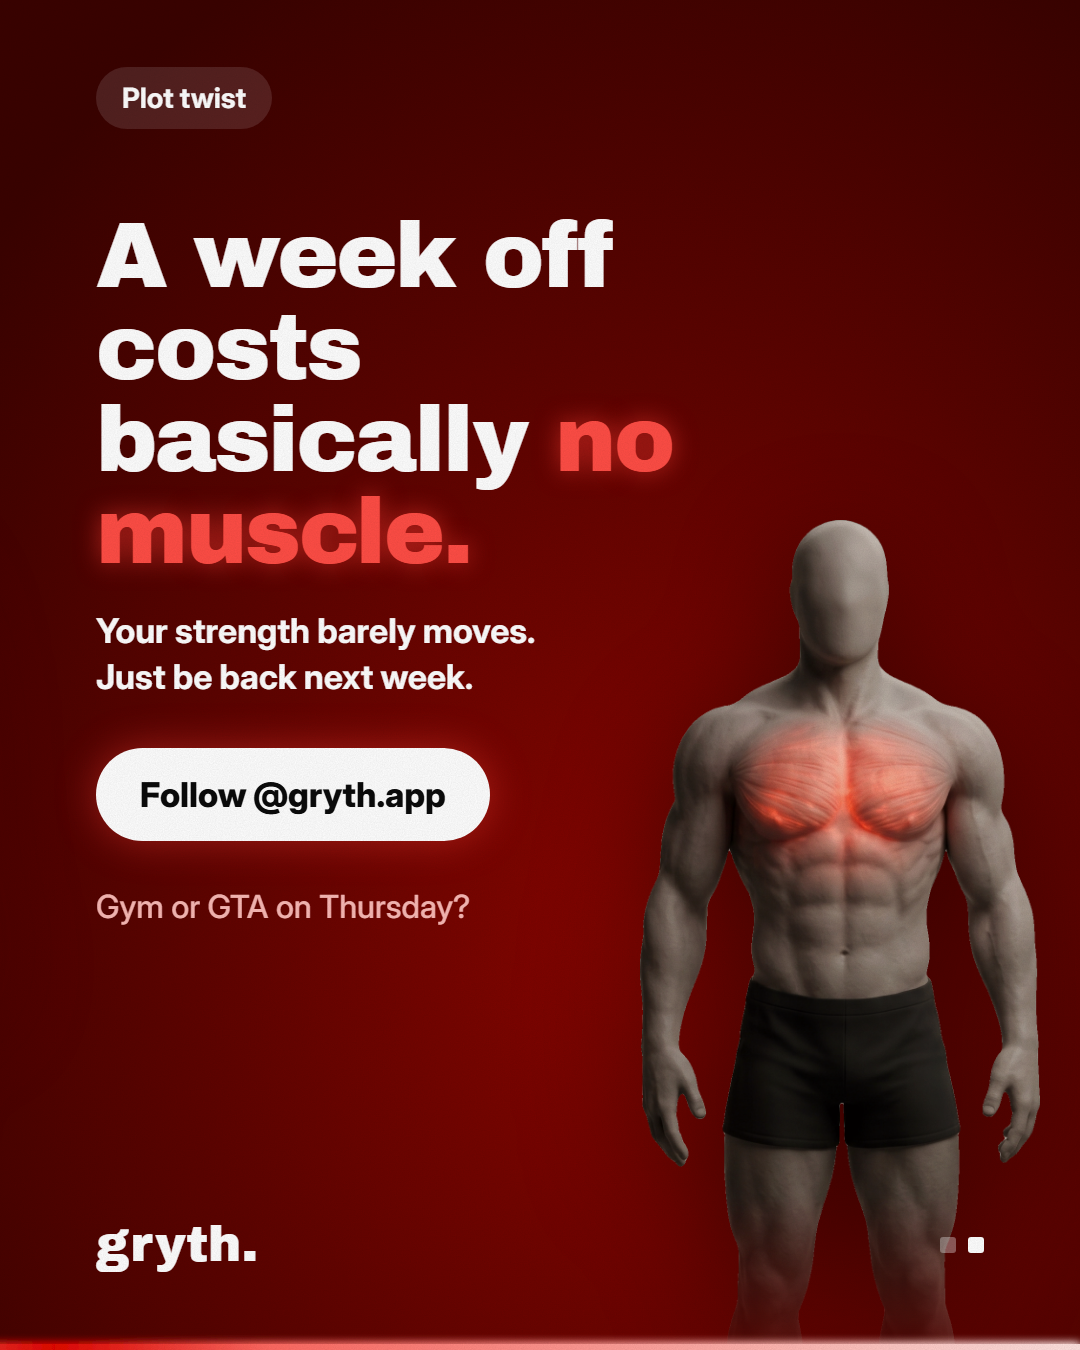 Plot twist
A week off
costs
basically no
muscle.
Your strength barely moves.
Just be back next week.
Follow @gryth.app
Gym or GTA on Thursday?
gryth.